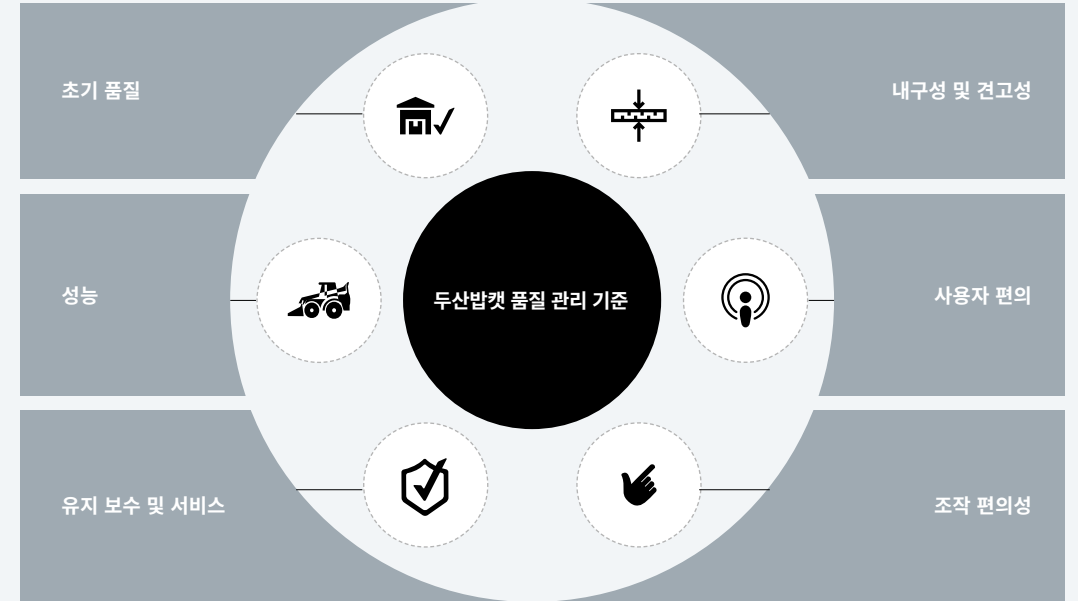 초기 품질
내구성 및 견고성
성능
두산밥캣 품질 관리 기준
사용자 편의
유지 보수 및 서비스
조작 편의성